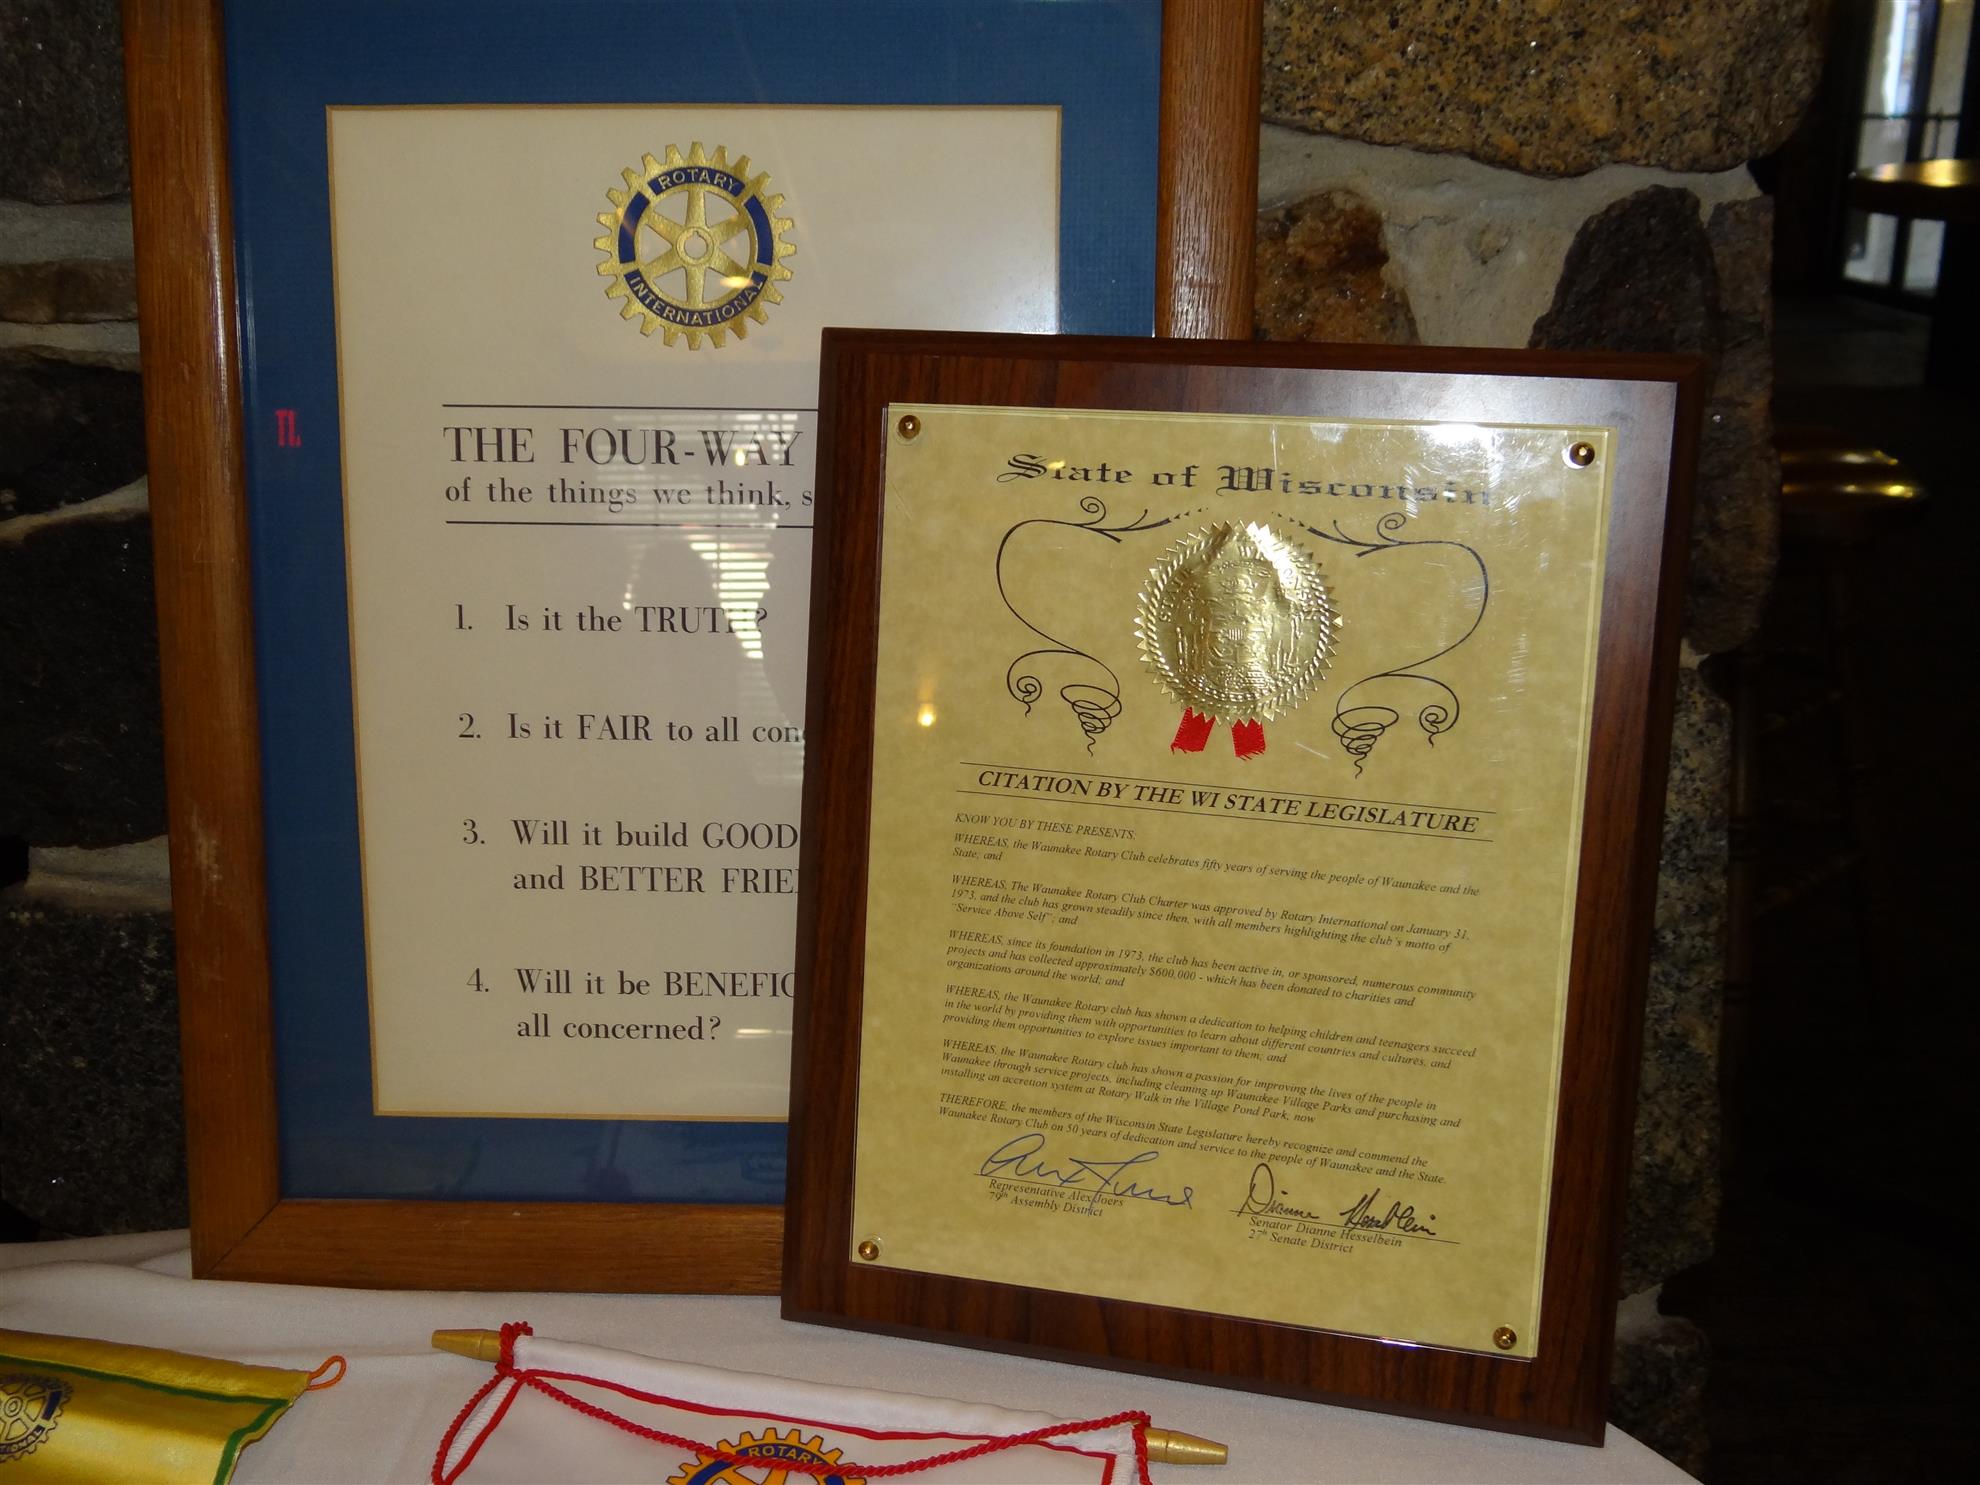 ROTARY
INTERNATIONAL
THE FOUR-WAY
of the things we think, s
1. Is it the TRUTH?
2. Is it FAIR to all con
3. Will it build GOOD
and BETTER FRIE
4. Will it be BENEFIC
all concerned?
State of Wisconsin
CITATION BY THE WI STATE LEGISLATURE
KNOW YOU BY THESE PRESENTS:
WHEREAS, the Waunakee Rotary Club celebrates fifty years of serving the people of Waunakee and the
State; and
WHEREAS, The Waunakee Rotary Club Charter was approved by Rotary International on January 31,
1973, and the club has grown steadily since then, with all members highlighting the club's motto of
"Service Above Self"; and
WHEREAS, since its foundation in 1973, the club has been active in, or sponsored, numerous community
projects and has collected approximately $600,000 - which has been donated to charities and
organizations around the world; and
WHEREAS, the Waunakee Rotary club has shown a dedication to helping children and teenagers succeed
in the world by providing them with opportunities to learn about different countries and cultures, and
providing them opportunities to explore issues important to them; and
WHEREAS, the Waunakee Rotary club has shown a passion for improving the lives of the people in
Waunakee through service projects, including cleaning up Waunakee Village Parks and purchasing and
installing an accretion system at Rotary Walk in the Village Pond Park, now
THEREFORE, the members of the Wisconsin State Legislature hereby recognize and commend the
Waunakee Rotary Club on 50 years of dedication and service to the people of Waunakee and the State.
Dianne Hesselbein
Representative Alex Joers
79th Assembly District
Senator Dianne Hesselbein
27th Senate District
ROTARY